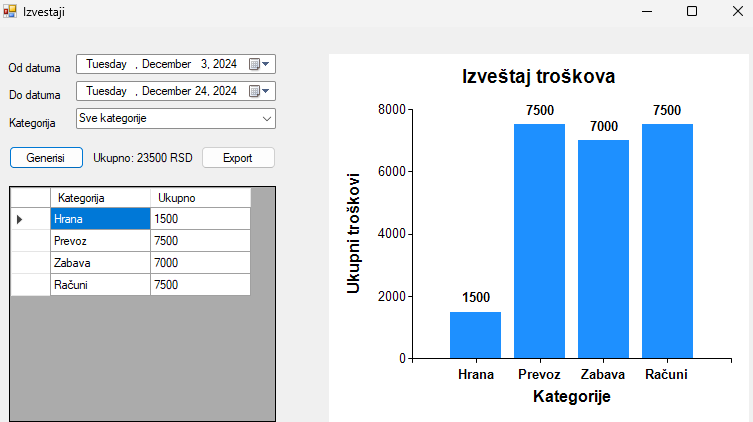 Izvestaji
Od datuma
Tuesday , December 3, 2024
Do datuma
Tuesday , December 24, 2024
Kategorija
Sve kategorije
Generisi
Ukupno: 23500 RSD
Export
Kategorija Ukupno
Hrana 1500
Prevoz 7500
Zabava 7000
Računi 7500
Izveštaj troškova
Ukupni troškovi
8000
6000
4000
2000
0
1500
7500
7000
7500
Hrana Prevoz Zabava Računi
Kategorije